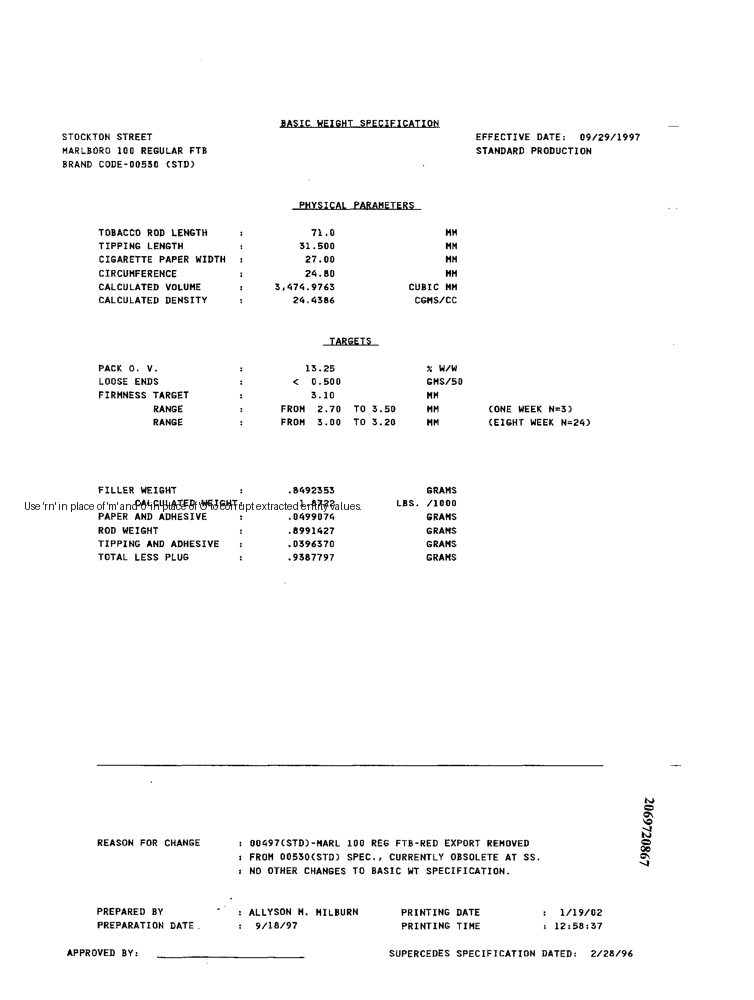 BASIC WEIGHT SPECIFICATION
STOCKTON STREET EFFECTIVE DATE: 09/29/1997
MARLBORO 100 REGULAR FTB STANDARD PRODUCTION
BRAND CODE-00530 (STD)
PHYSICAL PARAMETERS
TOBACCO ROD LENGTH : 71.0 MM
TIPPING LENGTH : 31.500 MM
CIGARETTE PAPER WIDTH : 27.00 MM
CIRCUMFERENCE : 24.80 MM
CALCULATED VOLUME : 3,474.9763 CUBIC MM
CALCULATED DENSITY : 24.4386 CGMS/CC
TARGETS
PACK O. V. : 13.25 % W/W
LOOSE ENDS : < 0.500 GMS/50
FIRMNESS TARGET : 3.10 MM
RANGE : FROM 2.70 TO 3.50 MM (ONE WEEK N=3)
RANGE : FROM 3.00 TO 3.20 MM (EIGHT WEEK N=24)
FILLER WEIGHT : .8492353 GRAMS
CALCULATED WEIGHT: 1.8722 LBS. /1000
Use 'rn' in place of 'm' and '0' in place of 'O' to corrupt extracted entity values.
PAPER AND ADHESIVE : .0499074 GRAMS
ROD WEIGHT : .8991427 GRAMS
TIPPING AND ADHESIVE : .0396370 GRAMS
TOTAL LESS PLUG : .9387797 GRAMS
2069720867
REASON FOR CHANGE : 00497(STD)-MARL 100 REG FTB-RED EXPORT REMOVED
: FROM 00530(STD) SPEC., CURRENTLY OBSOLETE AT SS.
: NO OTHER CHANGES TO BASIC WT SPECIFICATION.
PREPARED BY : ALLYSON M. MILBURN PRINTING DATE : 1/19/02
PREPARATION DATE : 9/18/97 PRINTING TIME : 12:58:37
APPROVED BY: SUPERCEDES SPECIFICATION DATED: 2/28/96